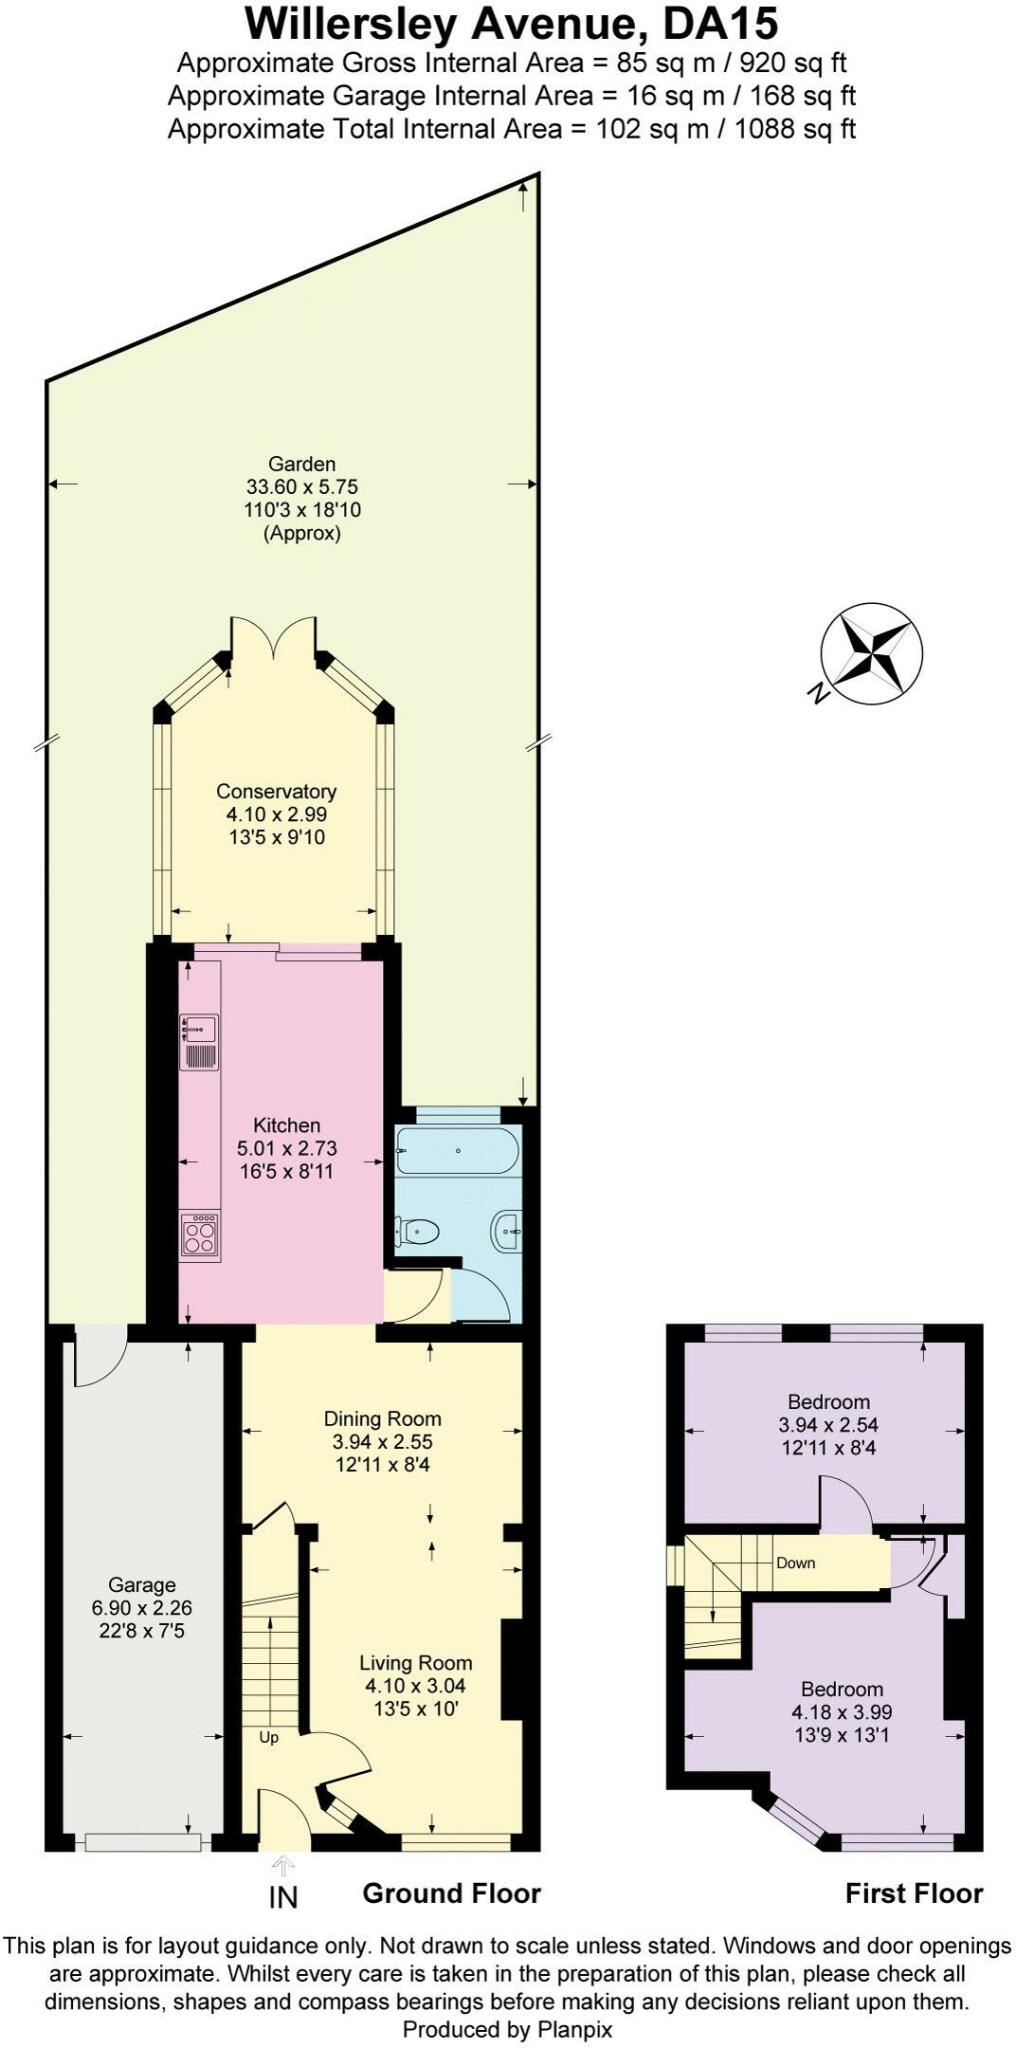 Willersley Avenue, DA15
Approximate Gross Internal Area = 85 sq m / 920 sq ft
Approximate Garage Internal Area = 16 sq m / 168 sq ft
Approximate Total Internal Area = 102 sq m / 1088 sq ft
Garden
33.60 x 5.75
110'3 x 18'10
(Approx)
N
Conservatory
4.10 x 2.99
13'5 x 9'10
Kitchen
5.01 x 2.73
16'5 x 8'11
Dining Room
3.94 x 2.55
12'11 x 8'4
Bedroom
3.94 x 2.54
12'11 x 8'4
Down
Garage
6.90 x 2.26
22'8 x 7'5
Living Room
4.10 x 3.04
13'5 x 10'
Up
Bedroom
4.18 x 3.99
13'9 x 13'1
IN
Ground Floor
First Floor
This plan is for layout guidance only. Not drawn to scale unless stated. Windows and door openings
are approximate. Whilst every care is taken in the preparation of this plan, please check all
dimensions, shapes and compass bearings before making any decisions reliant upon them.
Produced by Planpix